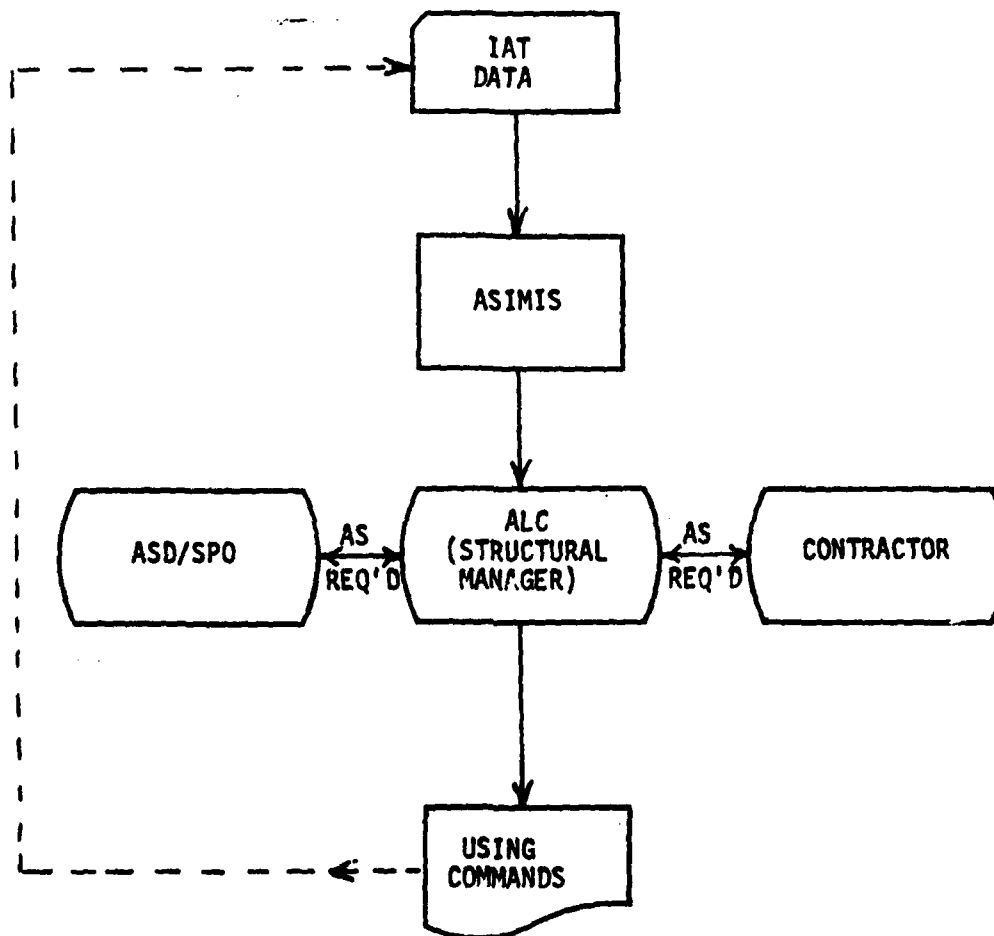 IAT
DATA
ASIMIS
ASD/SPO
AS
REQ'D
ALC
(STRUCTURAL
MANAGER)
AS
REQ'D
CONTRACTOR
USING
COMMANDS